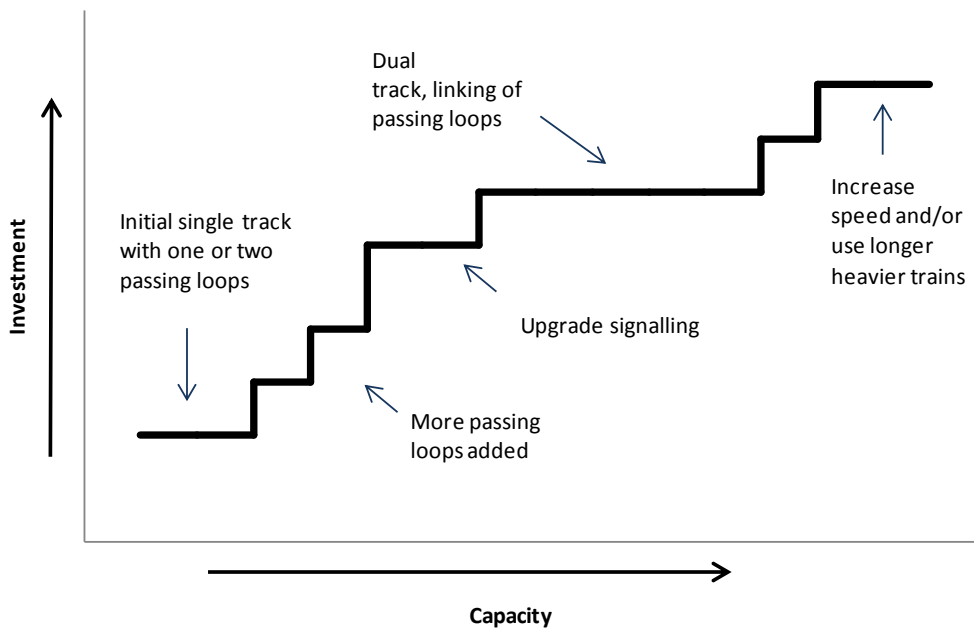 Dual
track, linking of
passing loops
Initial single track
with one or two
passing loops
Increase
speed and/or
use longer
heavier trains
Investment
Upgrade signalling
More passing
loops added
Capacity